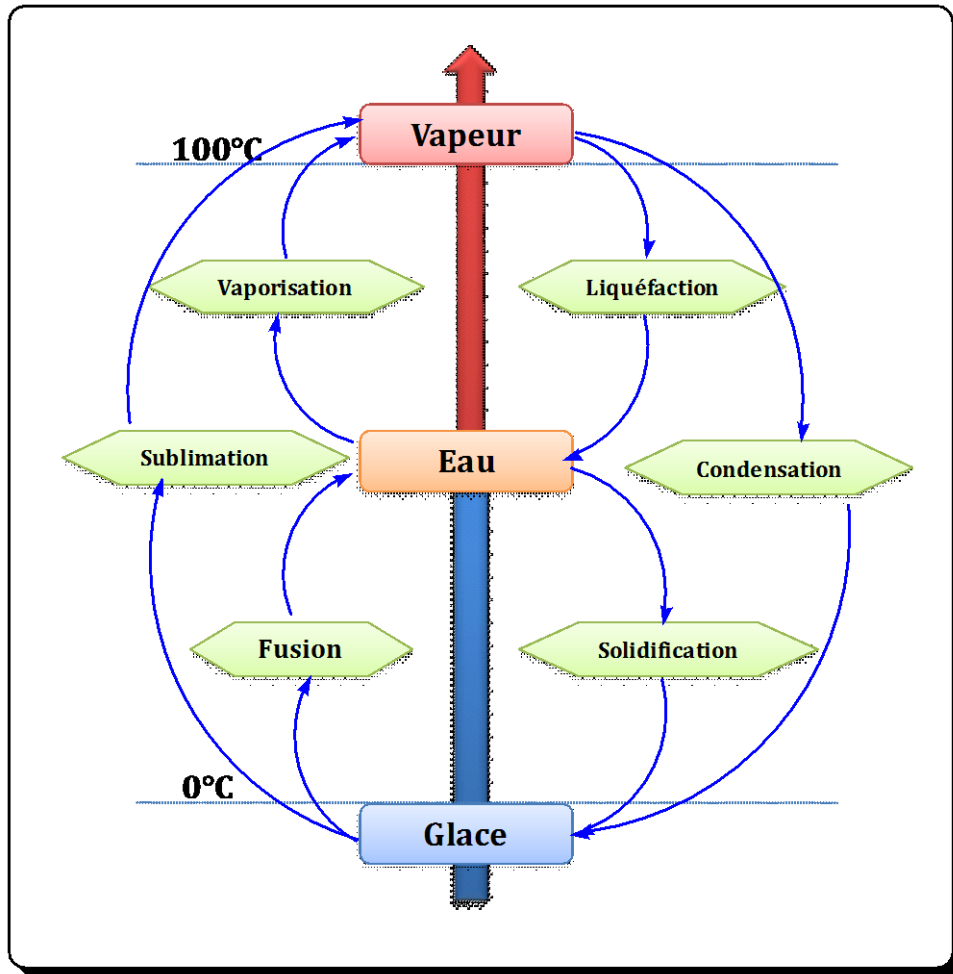 Vapeur
100°C
Vaporisation
Liquéfaction
Sublimation
Eau
Condensation
Fusion
Solidification
0°C
Glace